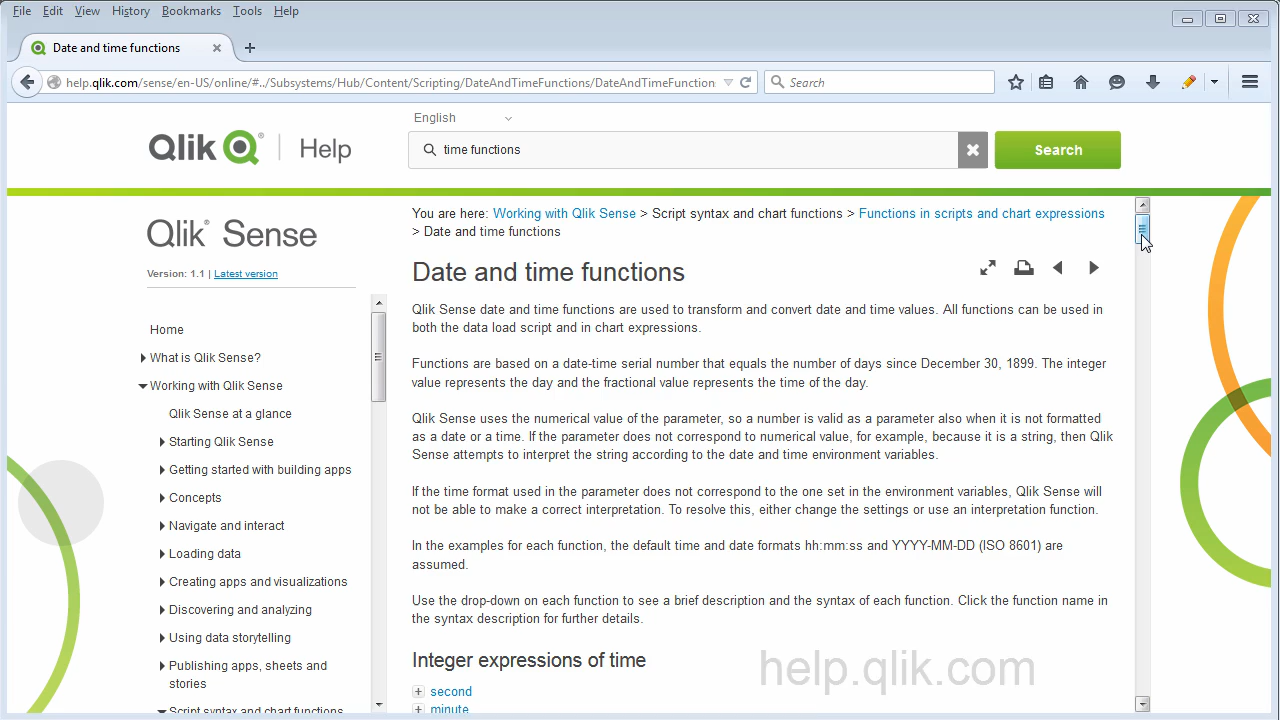 File Edit View History Bookmarks Tools Help
Date and time functions
help.qlik.com/sense/en-US/online/#../Subsystems/Hub/Content/Scripting/DateAndTimeFunctions/DateAndTimeFunction
Search
English
Qlik Help
time functions
Search
Qlik Sense
Version: 1.1 | Latest version
Home
What is Qlik Sense?
Working with Qlik Sense
Qlik Sense at a glance
Starting Qlik Sense
Getting started with building apps
Concepts
Navigate and interact
Loading data
Creating apps and visualizations
Discovering and analyzing
Using data storytelling
Publishing apps, sheets and
stories
Script syntax and chart functions
You are here: Working with Qlik Sense > Script syntax and chart functions > Functions in scripts and chart expressions
> Date and time functions
Date and time functions
Qlik Sense date and time functions are used to transform and convert date and time values. All functions can be used in
both the data load script and in chart expressions.
Functions are based on a date-time serial number that equals the number of days since December 30, 1899. The integer
value represents the day and the fractional value represents the time of the day.
Qlik Sense uses the numerical value of the parameter, so a number is valid as a parameter also when it is not formatted
as a date or a time. If the parameter does not correspond to numerical value, for example, because it is a string, then Qlik
Sense attempts to interpret the string according to the date and time environment variables.
If the time format used in the parameter does not correspond to the one set in the environment variables, Qlik Sense will
not be able to make a correct interpretation. To resolve this, either change the settings or use an interpretation function.
In the examples for each function, the default time and date formats hh:mm:ss and YYYY-MM-DD (ISO 8601) are
assumed.
Use the drop-down on each function to see a brief description and the syntax of each function. Click the function name in
the syntax description for further details.
Integer expressions of time
second
minute
help.qlik.com